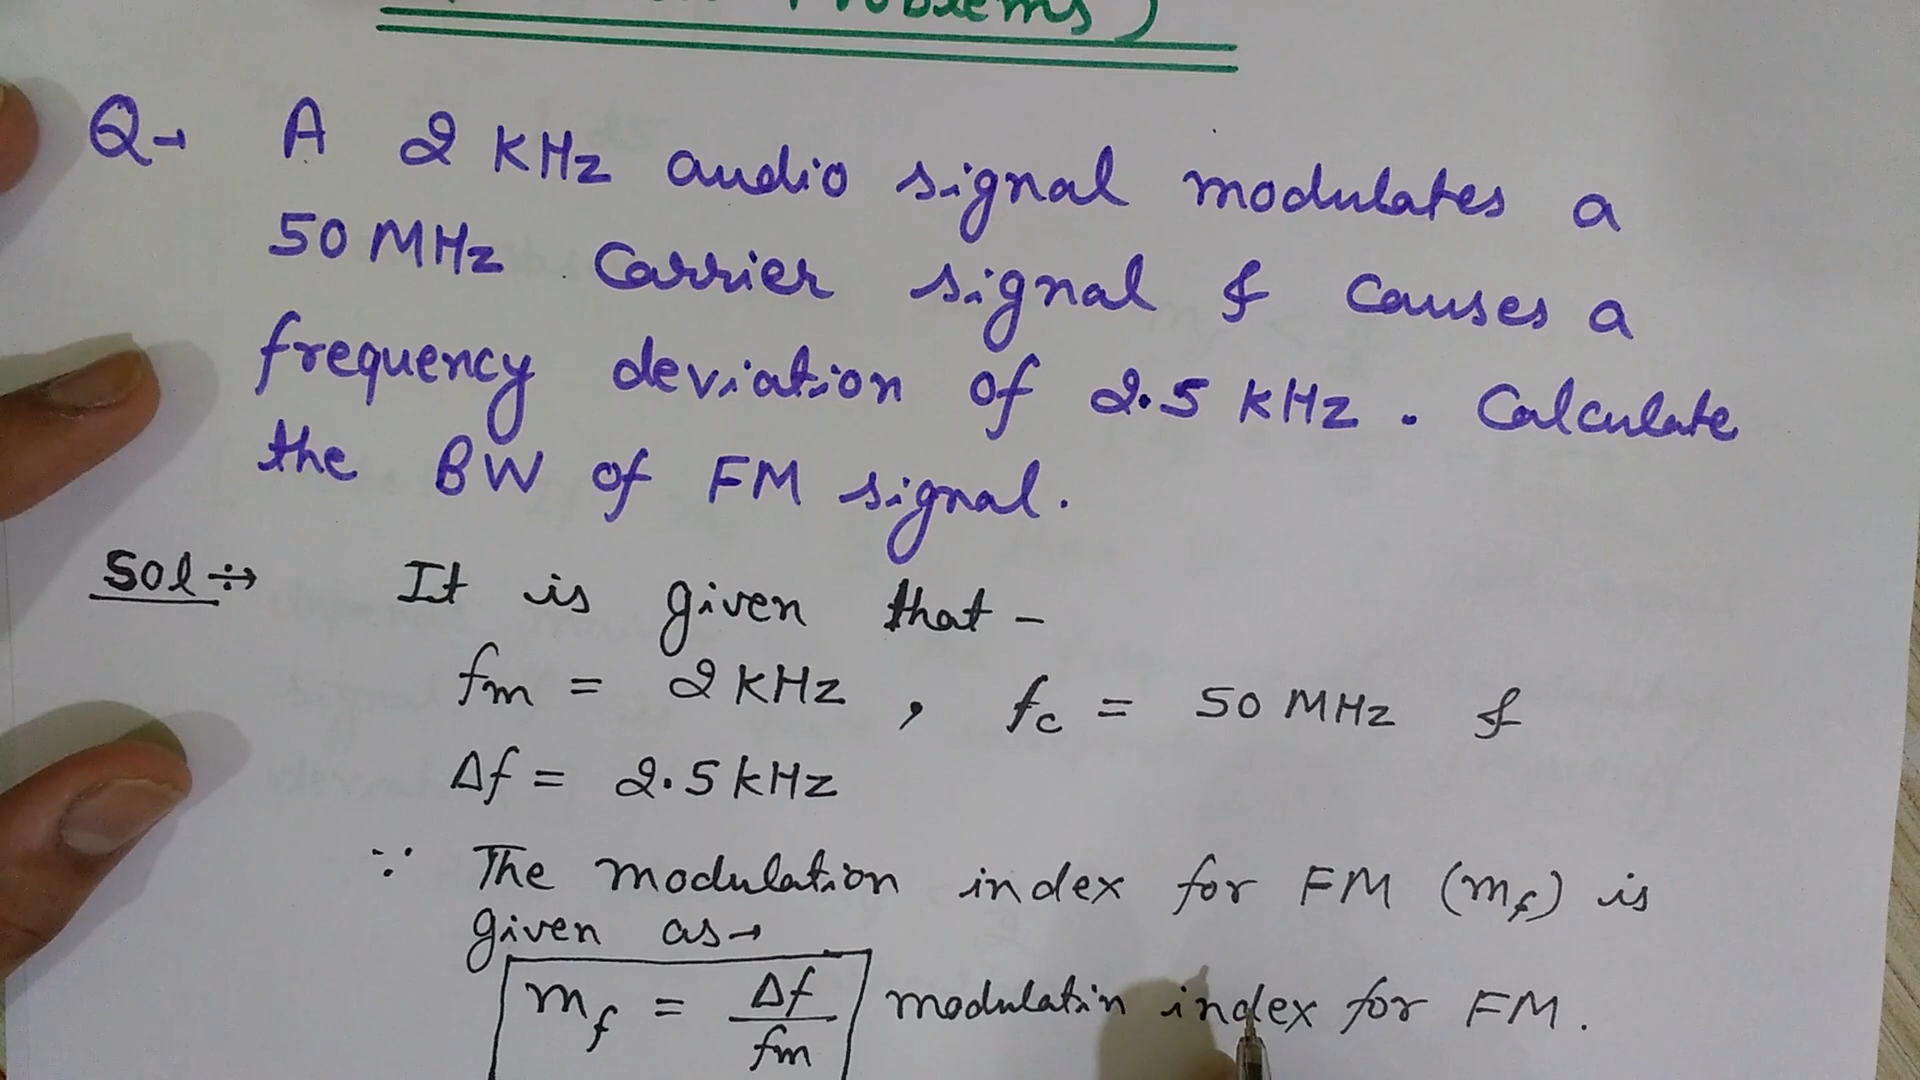 Problems)
Q→ A 2 KHz audio signal modulates a
50 MHz Carrier signal & Causes a
frequency deviation of 2.5 KHz. Calculate
the BW of FM signal.
Sol÷→ It is given that -
fm = 2 KHz, fc = 50 MHz &
Δf = 2.5 KHz
∵ The modulation index for FM (mf) is
given as→
mf = Δf/fm modulatin index for FM.